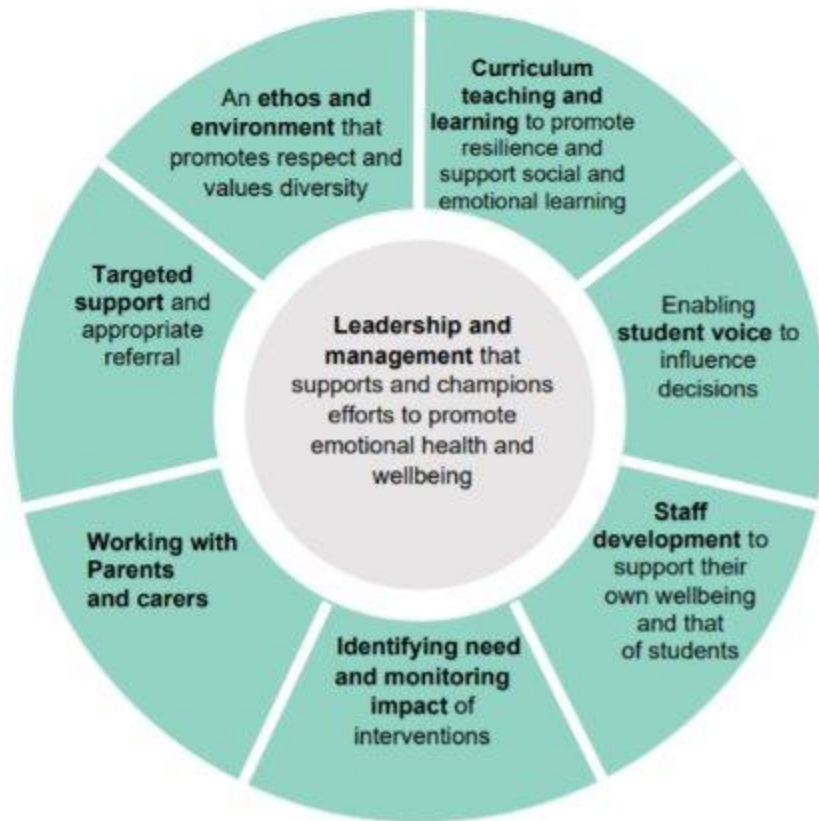 An ethos and
environment that
promotes respect and
values diversity
Curriculum
teaching and
learning to promote
resilience and
support social and
emotional learning
Enabling
student voice to
influence
decisions
Staff
development to
support their
own wellbeing
and that
of students
Identifying need
and monitoring
impact of
interventions
Working with
Parents
and carers
Targeted
support and
appropriate
referral
Leadership and
management that
supports and champions
efforts to promote
emotional health and
wellbeing